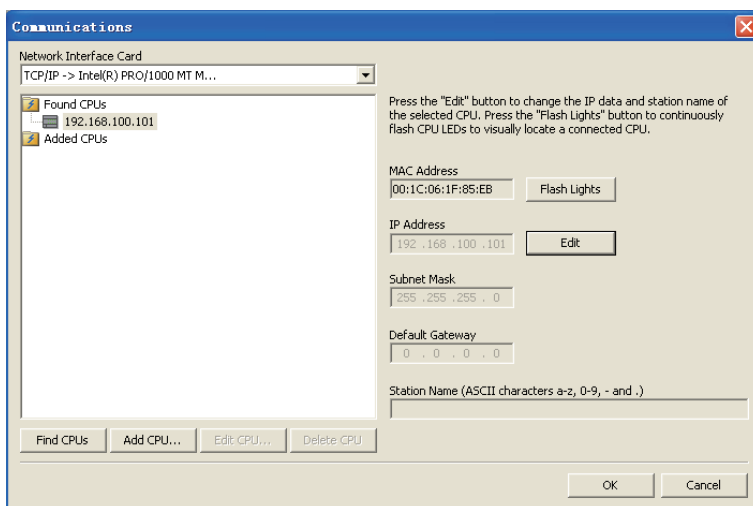 Communications
Network Interface Card
TCP/IP -> Intel(R) PRO/1000 MT M...
Found CPUs
192.168.100.101
Added CPUs
Press the "Edit" button to change the IP data and station name of
the selected CPU. Press the "Flash Lights" button to continuously
flash CPU LEDs to visually locate a connected CPU.
MAC Address
00:1C:06:1F:85:EB
Flash Lights
IP Address
192 .168 .100 .101
Edit
Subnet Mask
255 .255 .255 . 0
Default Gateway
0 . 0 . 0 . 0
Station Name (ASCII characters a-z, 0-9, - and .)
Find CPUs
Add CPU...
Edit CPU...
Delete CPU
OK
Cancel